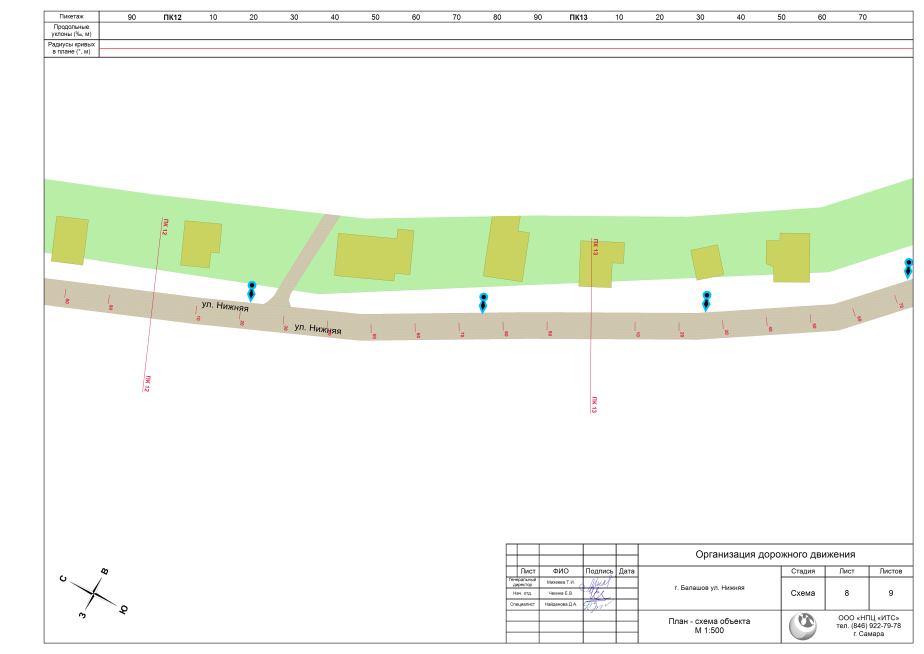 Пикетаж 90 ПК12 10 20 30 40 50 60 70 80 90 ПК13 10 20 30 40 50 60 70
Продольные
уклоны (‰, м)
Радиусы кривых
в плане (°, м)
ПК 12
ПК 13
ул. Нижняя
ул. Нижняя
ПК 12
ПК 13
С
В
З
Ю
Организация дорожного движения
Лист ФИО Подпись Дата
Стадия Лист Листов
Генеральный
директор
Михеева Т.И.
Нач. отд.
Специалист Найданова Д.А.
г. Балашов ул. Нижняя
Схема 8 9
План - схема объекта
М 1:500
ООО «НПЦ «ИТС»
тел. (846) 922-79-78
г. Самара